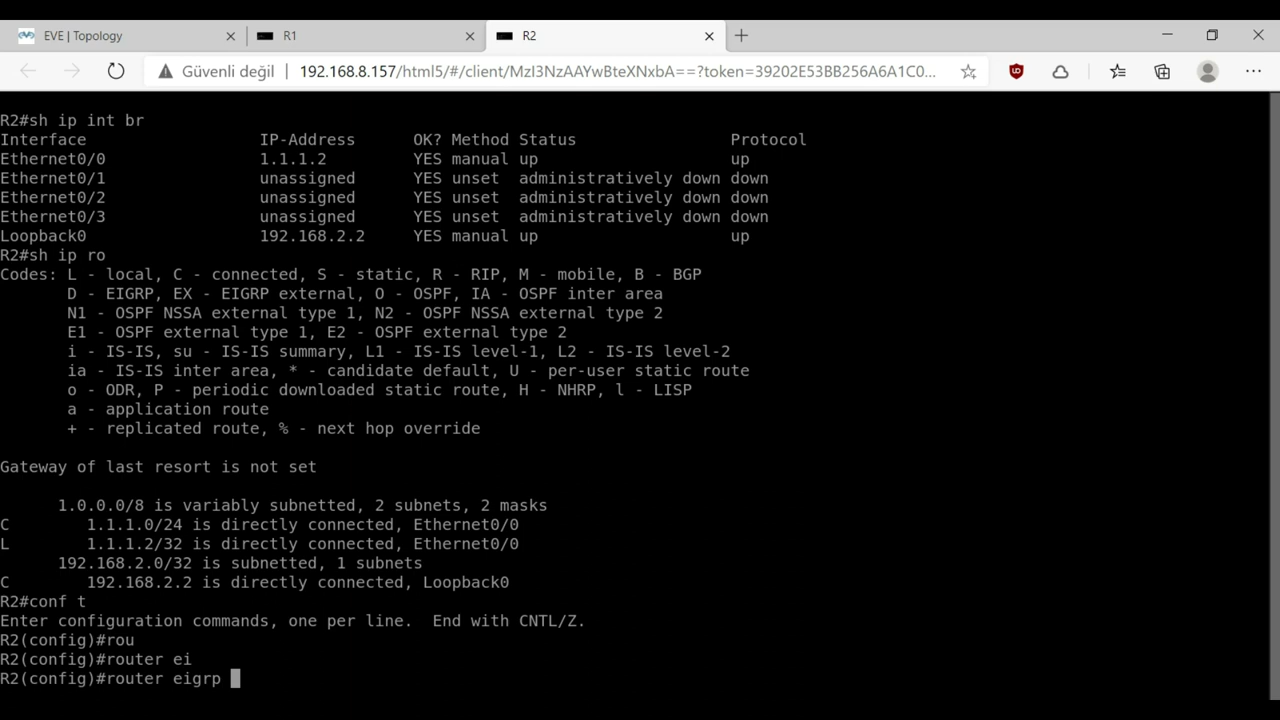 EVE | Topology
R1
R2
Güvenli değil
192.168.8.157/html5/#/client/MzI3NzAAYwBteXNxbA==?token=39202E53BB256A6A1C0...
R2#sh ip int br
Interface IP-Address OK? Method Status Protocol
Ethernet0/0 1.1.1.2 YES manual up up
Ethernet0/1 unassigned YES unset administratively down down
Ethernet0/2 unassigned YES unset administratively down down
Ethernet0/3 unassigned YES unset administratively down down
Loopback0 192.168.2.2 YES manual up up
R2#sh ip ro
Codes: L - local, C - connected, S - static, R - RIP, M - mobile, B - BGP
D - EIGRP, EX - EIGRP external, O - OSPF, IA - OSPF inter area
N1 - OSPF NSSA external type 1, N2 - OSPF NSSA external type 2
E1 - OSPF external type 1, E2 - OSPF external type 2
i - IS-IS, su - IS-IS summary, L1 - IS-IS level-1, L2 - IS-IS level-2
ia - IS-IS inter area, * - candidate default, U - per-user static route
o - ODR, P - periodic downloaded static route, H - NHRP, l - LISP
a - application route
+ - replicated route, % - next hop override
Gateway of last resort is not set
1.0.0.0/8 is variably subnetted, 2 subnets, 2 masks
C 1.1.1.0/24 is directly connected, Ethernet0/0
L 1.1.1.2/32 is directly connected, Ethernet0/0
192.168.2.0/32 is subnetted, 1 subnets
C 192.168.2.2 is directly connected, Loopback0
R2#conf t
Enter configuration commands, one per line. End with CNTL/Z.
R2(config)#rou
R2(config)#router ei
R2(config)#router eigrp